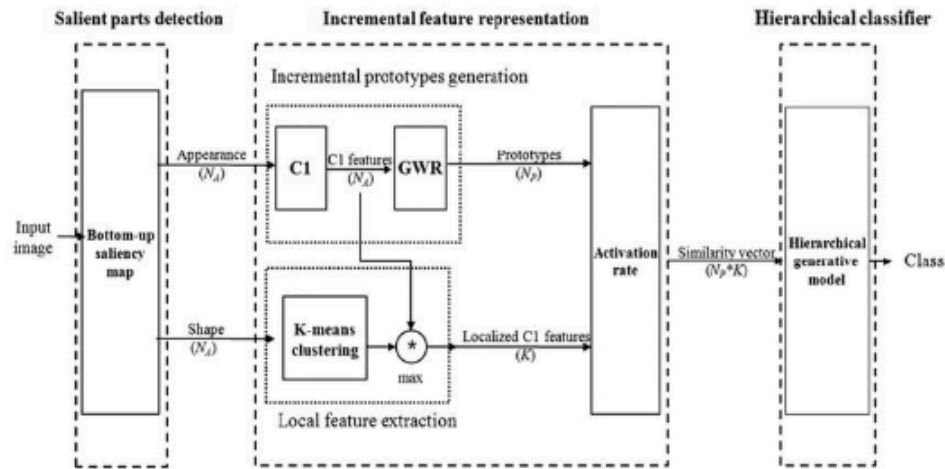 Salient parts detection
Incremental feature representation
Hierarchical classifier
Incremental prototypes generation
Input
image
Bottom-up
saliency
map
Appearance
(N_A)
C1
C1 features
(N_A)
GWR
Prototypes
(N_P)
Shape
(N_A)
K-means
clustering
*
max
Localized C1 features
(K)
Local feature extraction
Activation
rate
Similarity vector
(N_P*K)
Hierarchical
generative
model
Class